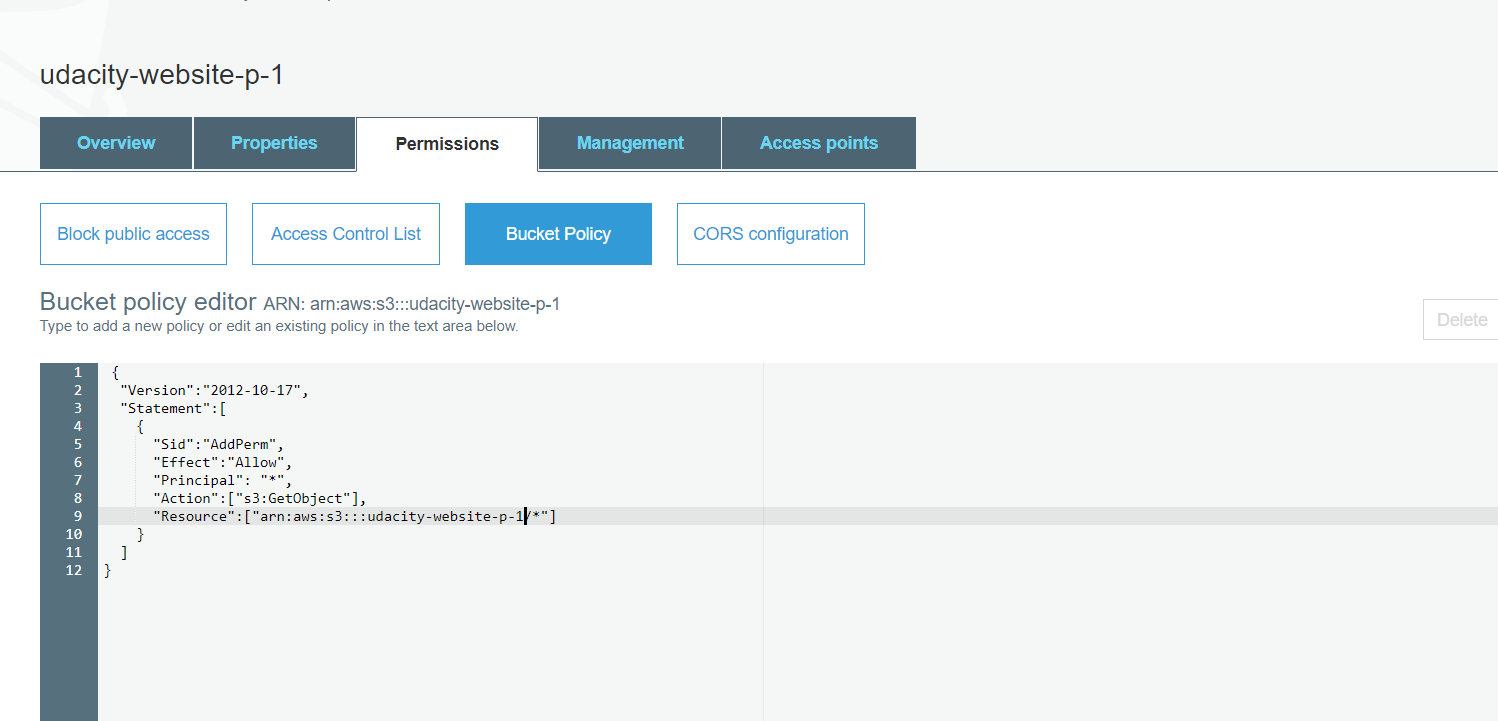 udacity-website-p-1
Overview Properties Permissions Management Access points
Block public access Access Control List Bucket Policy CORS configuration
Bucket policy editor ARN: arn:aws:s3:::udacity-website-p-1
Type to add a new policy or edit an existing policy in the text area below.
Delete
1 {
2 "Version":"2012-10-17",
3 "Statement":[
4 {
5 "Sid":"AddPerm",
6 "Effect":"Allow",
7 "Principal": "*",
8 "Action":["s3:GetObject"],
9 "Resource":["arn:aws:s3:::udacity-website-p-1/*"]
10 }
11 ]
12 }